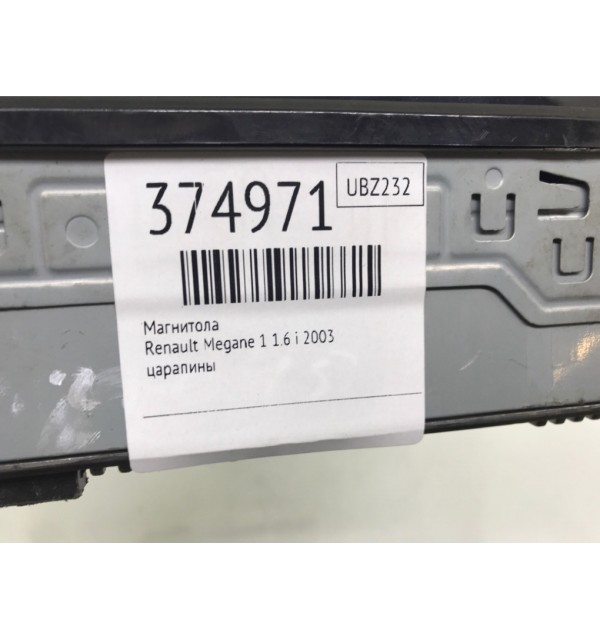 374971
UBZ232
Магнитола
Renault Megane 1 1.6 i 2003
царапины